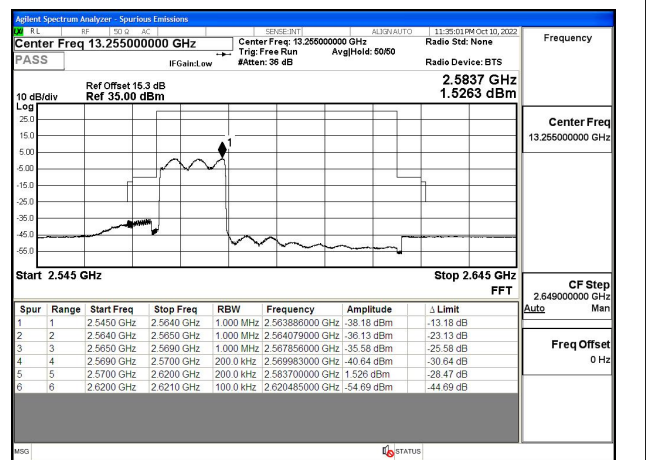 Agilent Spectrum Analyzer - Spurious Emissions
LXI RL RF 50 Ω AC SENSE:INT ALIGN AUTO 11:35:01 PM Oct 10, 2022
Center Freq 13.255000000 GHz
Center Freq: 13.255000000 GHz
Radio Std: None
Trig: Free Run Avg|Hold: 50/50
PASS
IFGain:Low
#Atten: 36 dB
Radio Device: BTS
Ref Offset 15.3 dB
2.5837 GHz
10 dB/div Ref 35.00 dBm
1.5263 dBm
Log
25.0
15.0
5.00
-5.00
-15.0
-25.0
-35.0
-45.0
-55.0
1
Start 2.545 GHz
Stop 2.645 GHz
FFT
Spur Range Start Freq Stop Freq RBW Frequency Amplitude Δ Limit
1 1 2.5450 GHz 2.5640 GHz 1.000 MHz 2.563886000 GHz -38.18 dBm -13.18 dB
2 2 2.5640 GHz 2.5650 GHz 1.000 MHz 2.564079000 GHz -36.13 dBm -23.13 dB
3 3 2.5650 GHz 2.5690 GHz 1.000 MHz 2.567856000 GHz -35.58 dBm -25.58 dB
4 4 2.5690 GHz 2.5700 GHz 200.0 kHz 2.569983000 GHz -40.64 dBm -30.64 dB
5 5 2.5700 GHz 2.6200 GHz 200.0 kHz 2.583700000 GHz 1.526 dBm -28.47 dB
6 6 2.6200 GHz 2.6210 GHz 100.0 kHz 2.620485000 GHz -54.69 dBm -44.69 dB
MSG
STATUS
Frequency
Center Freq
13.255000000 GHz
CF Step
2.649000000 GHz
Auto Man
Freq Offset
0 Hz